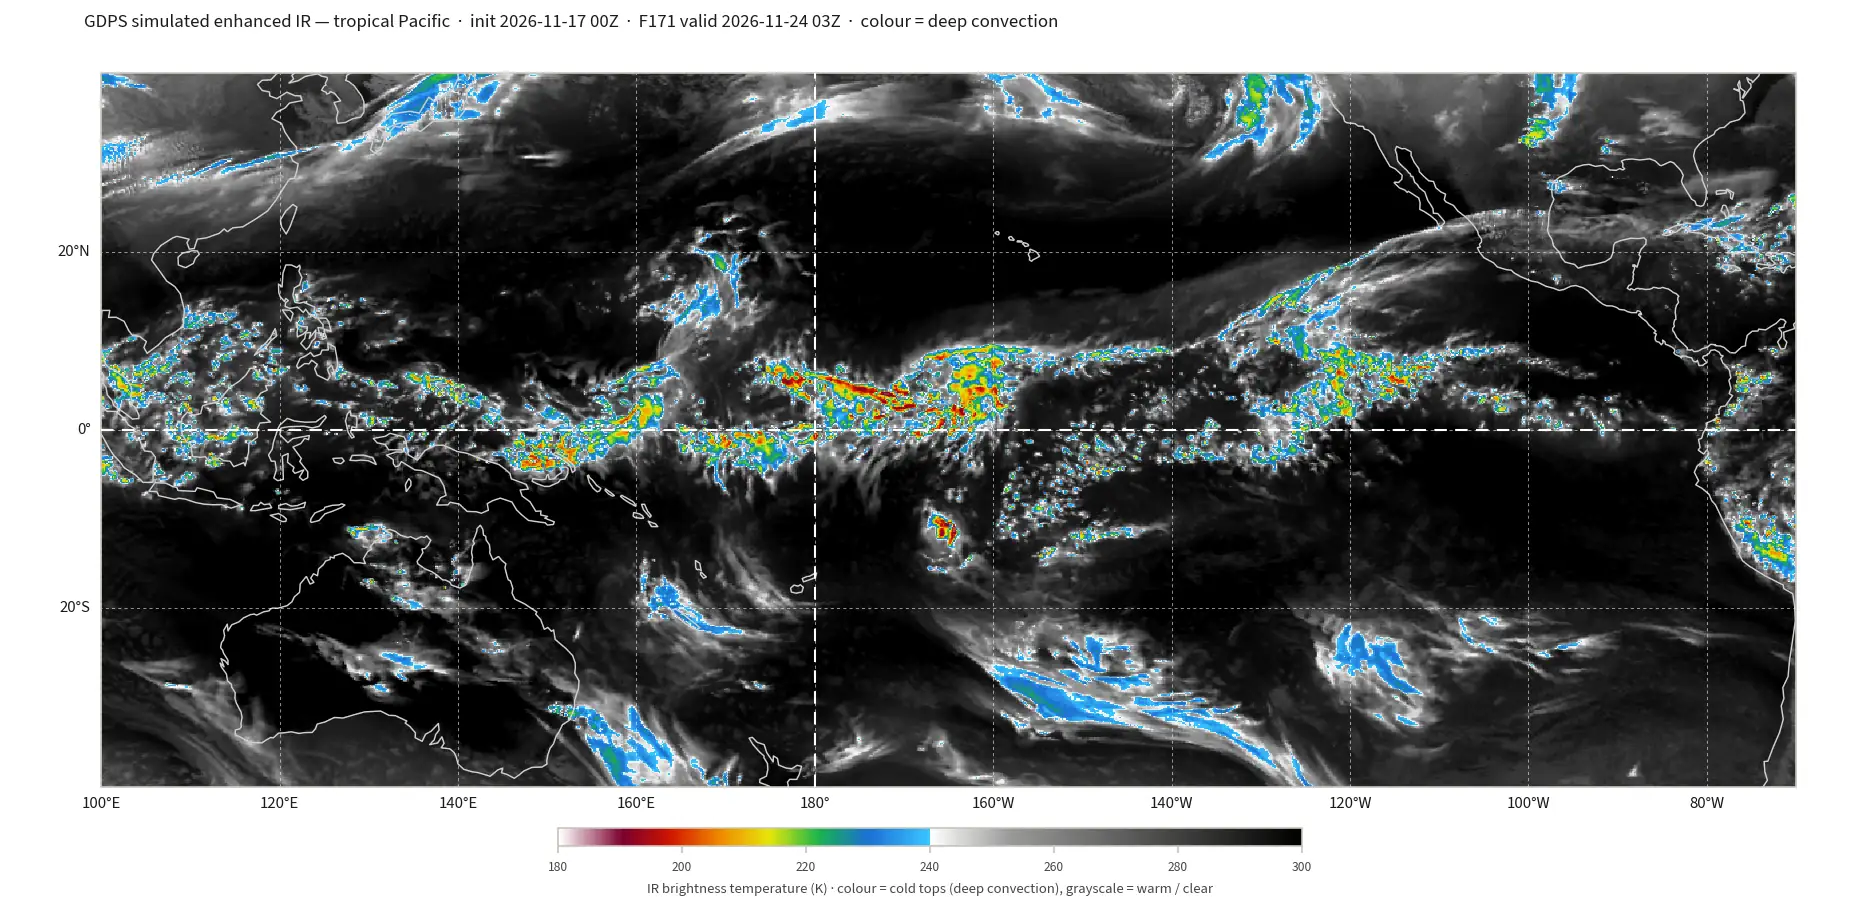 GDPS simulated enhanced IR — tropical Pacific · init 2026-11-17 00Z · F171 valid 2026-11-24 03Z · colour = deep convection
20°N
0°
20°S
100°E 120°E 140°E 160°E 180° 160°W 140°W 120°W 100°W 80°W
180 200 220 240 260 280 300
IR brightness temperature (K) · colour = cold tops (deep convection), grayscale = warm / clear